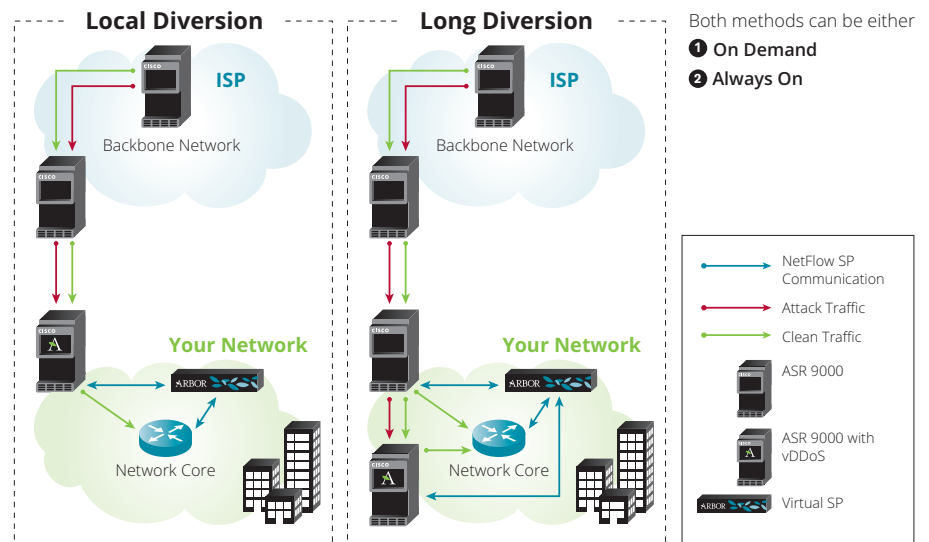 Local Diversion
CISCO
ISP
Backbone Network
CISCO
CISCO
A
Your Network
ARBOR
Network Core
Long Diversion
CISCO
ISP
Backbone Network
CISCO
CISCO
Your Network
ARBOR
Network Core
CISCO
A
Both methods can be either
1 On Demand
2 Always On
NetFlow SP
Communication
Attack Traffic
Clean Traffic
CISCO
ASR 9000
CISCO
A
ASR 9000 with
vDDoS
ARBOR
Virtual SP